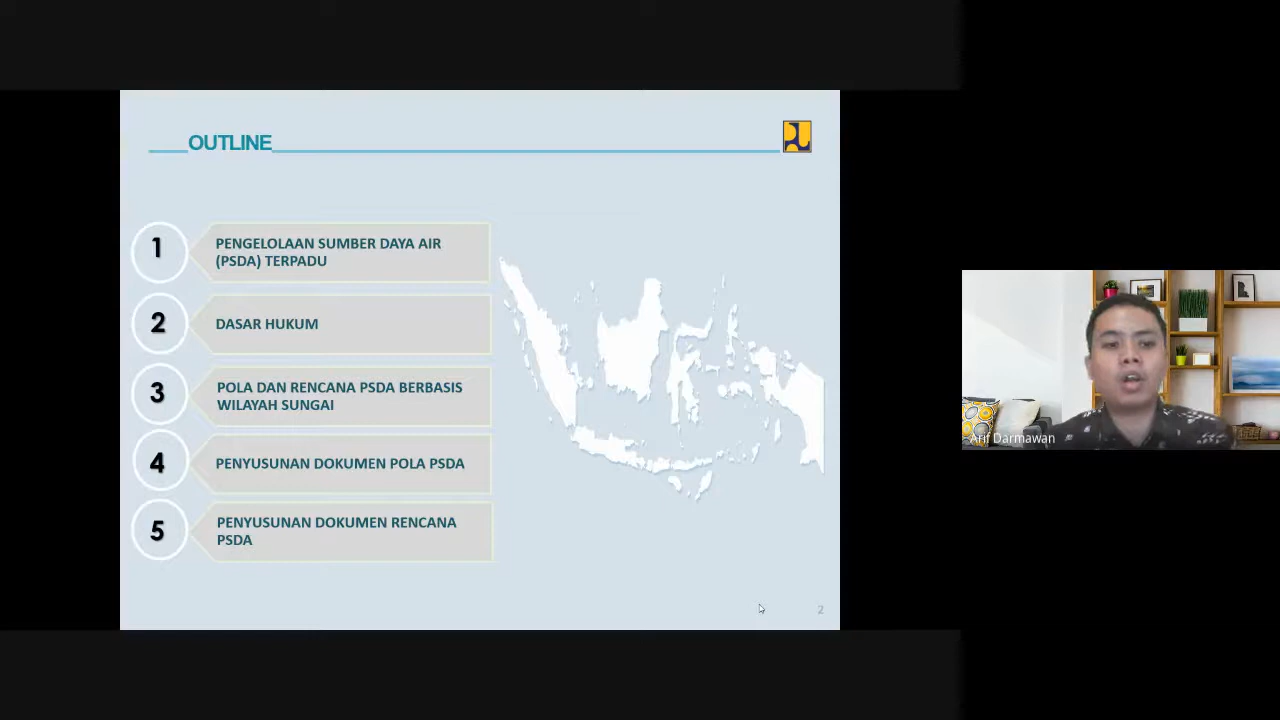 OUTLINE
1
PENGELOLAAN SUMBER DAYA AIR
(PSDA) TERPADU
2
DASAR HUKUM
3
POLA DAN RENCANA PSDA BERBASIS
WILAYAH SUNGAI
4
PENYUSUNAN DOKUMEN POLA PSDA
5
PENYUSUNAN DOKUMEN RENCANA
PSDA
2
Arif Darmawan